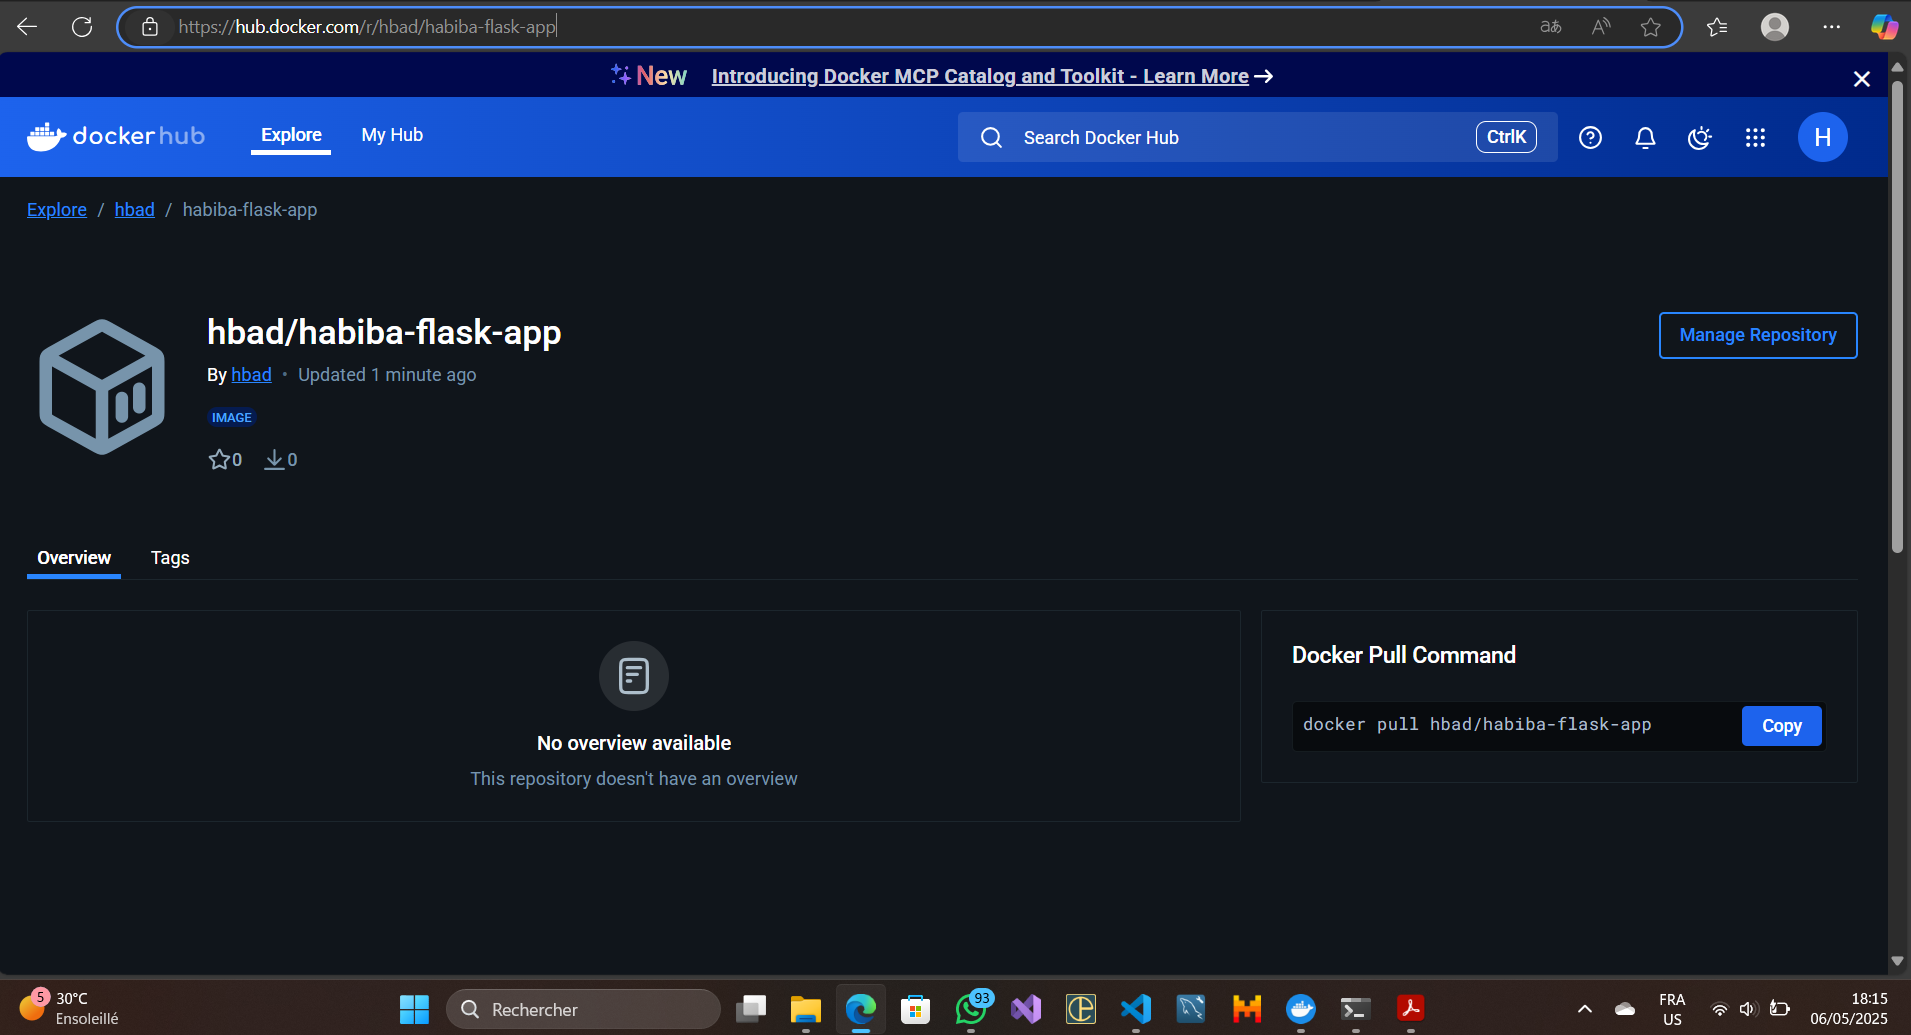 https://hub.docker.com/r/hbad/habiba-flask-app
New Introducing Docker MCP Catalog and Toolkit - Learn More
dockerhub Explore My Hub Search Docker Hub CtrlK H
Explore / hbad / habiba-flask-app
hbad/habiba-flask-app
Manage Repository
By hbad • Updated 1 minute ago
IMAGE
0 0
Overview Tags
Docker Pull Command
docker pull hbad/habiba-flask-app Copy
No overview available
This repository doesn't have an overview
5 30°C
Ensoleillé
Rechercher
93
FRA
US
18:15
06/05/2025